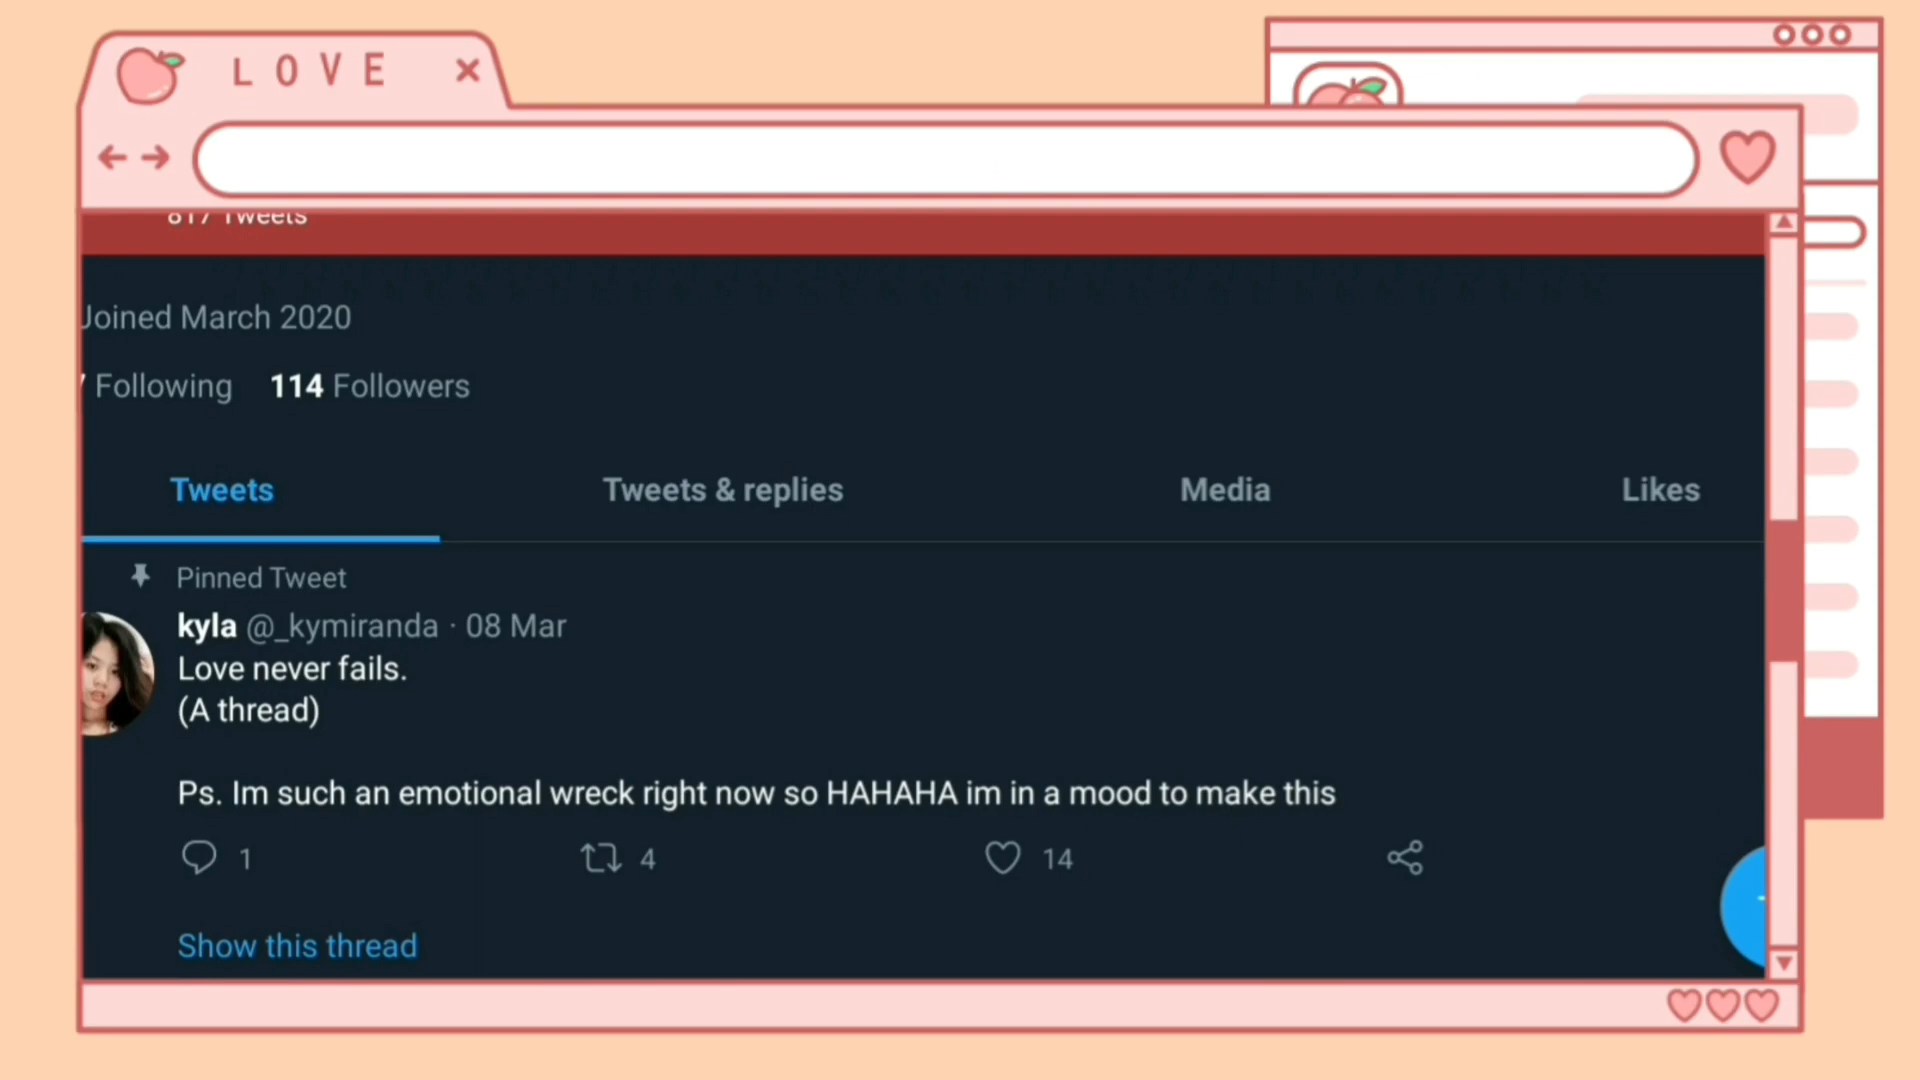 LOVE
817 Tweets
Joined March 2020
Following 114 Followers
Tweets Tweets & replies Media Likes
Pinned Tweet
kyla @_kymiranda · 08 Mar
Love never fails.
(A thread)
Ps. Im such an emotional wreck right now so HAHAHA im in a mood to make this
1 4 14
Show this thread